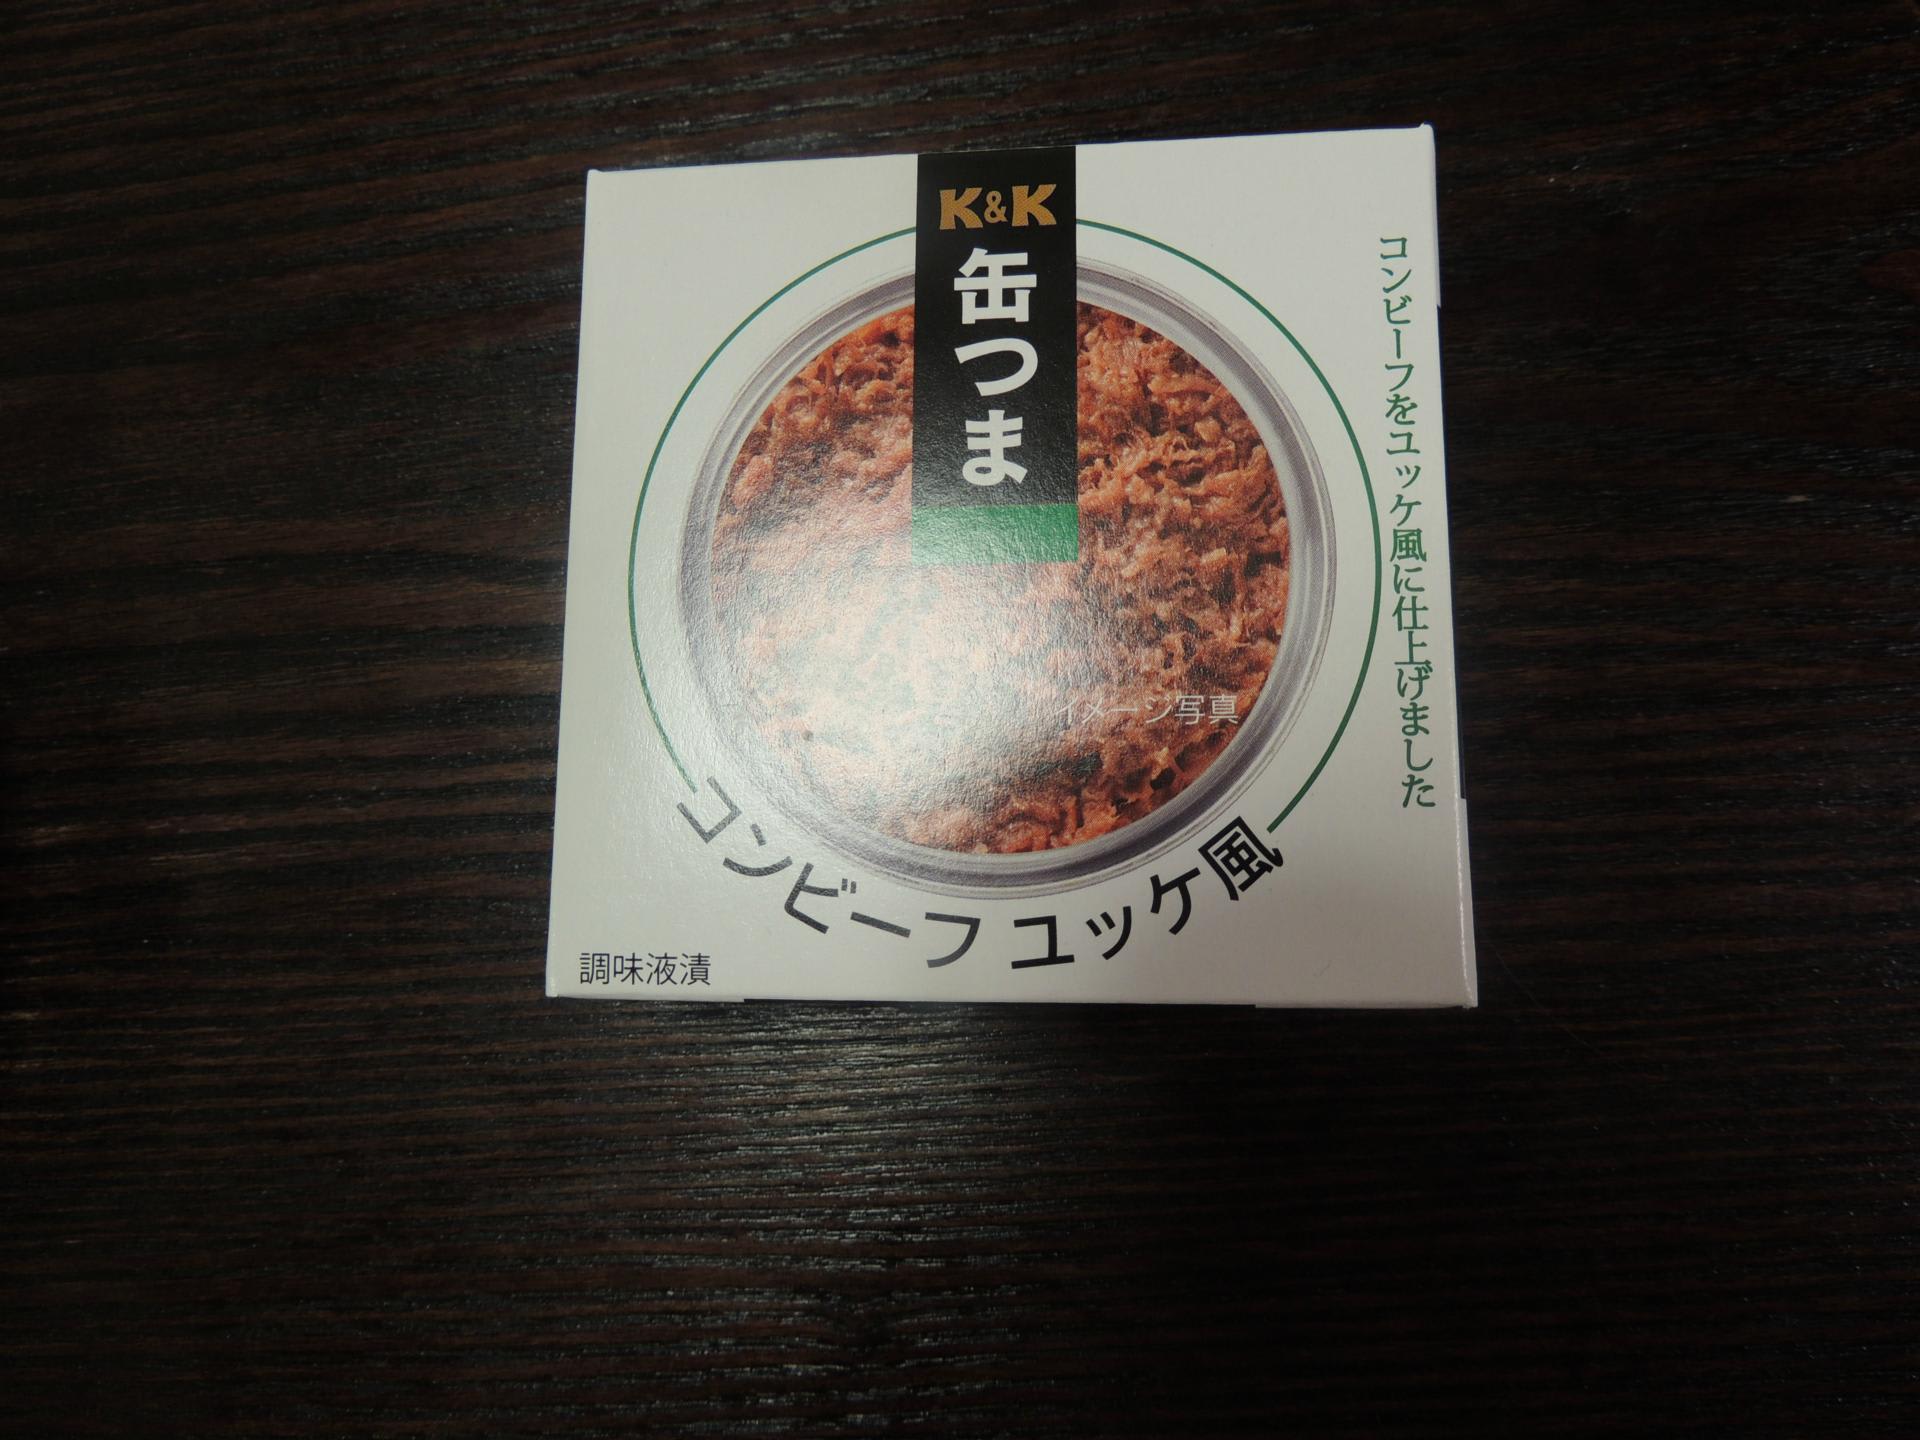 K&K
缶つま
コンビーフをユッケ風に仕上げました
イメージ写真
コンビーフ ユッケ風
調味液漬